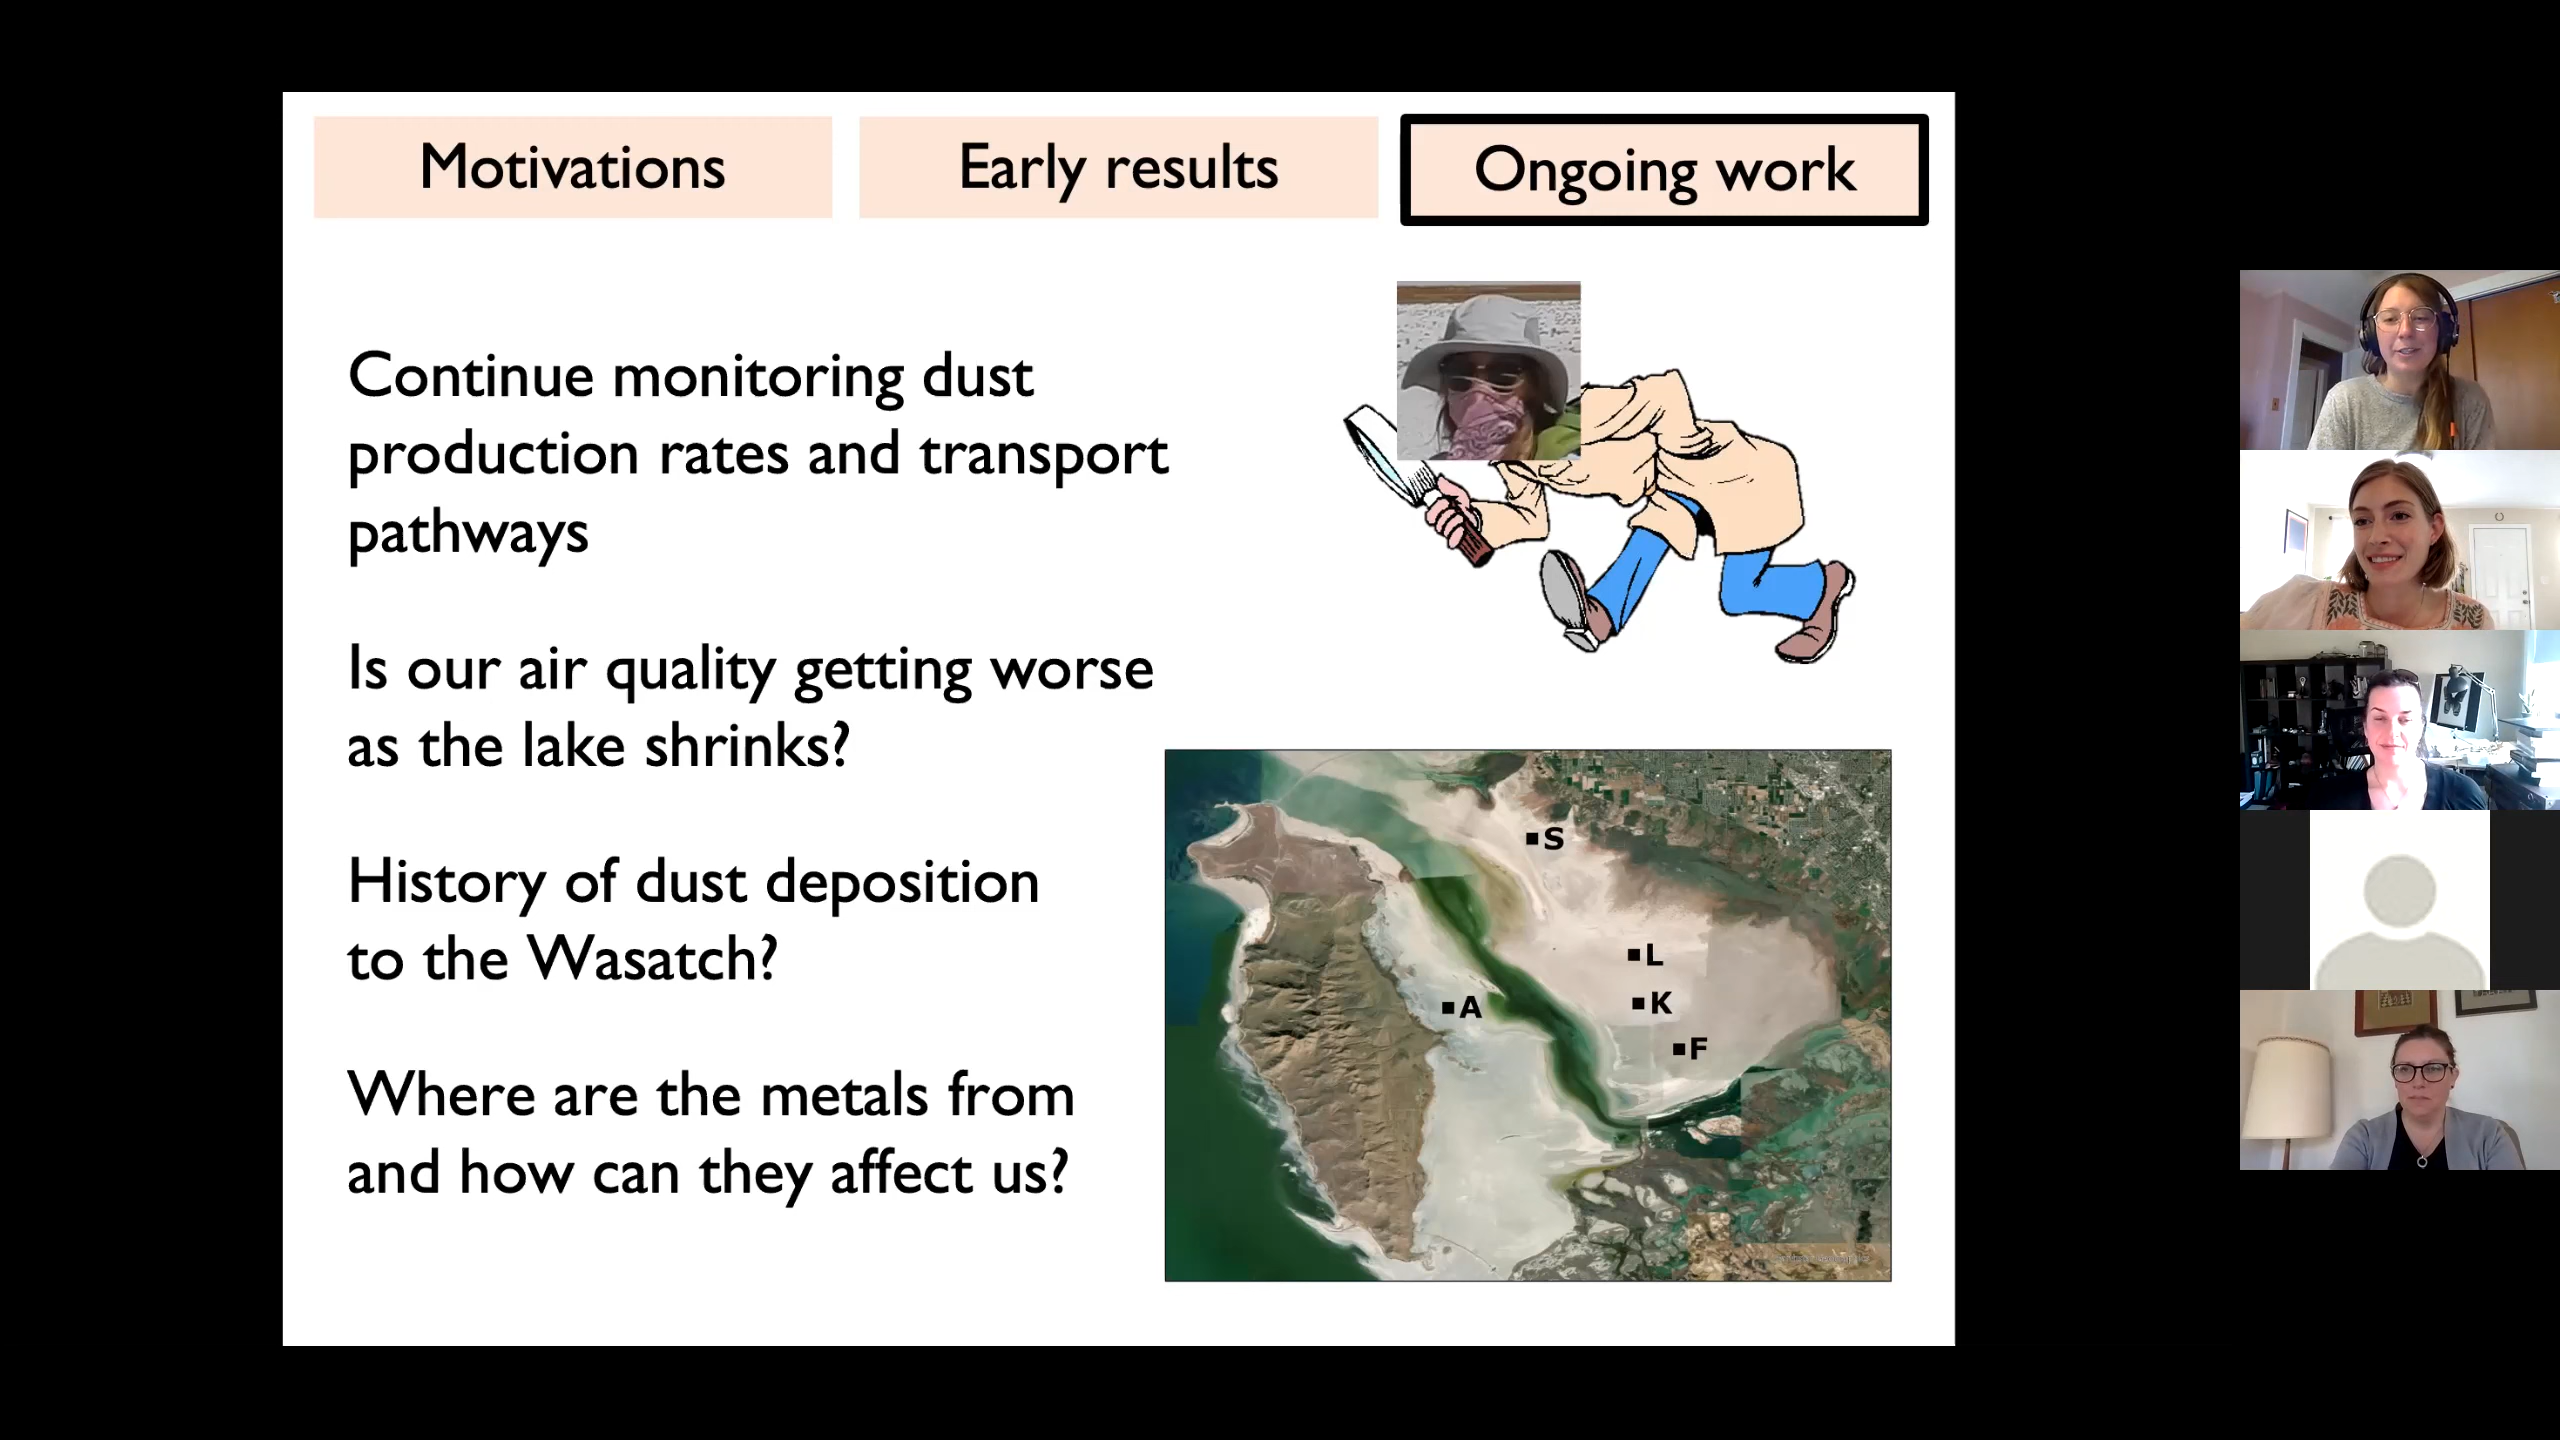 Motivations
Early results
Ongoing work
Continue monitoring dust
production rates and transport
pathways
Is our air quality getting worse
as the lake shrinks?
History of dust deposition
to the Wasatch?
Where are the metals from
and how can they affect us?
S
L
K
A
F